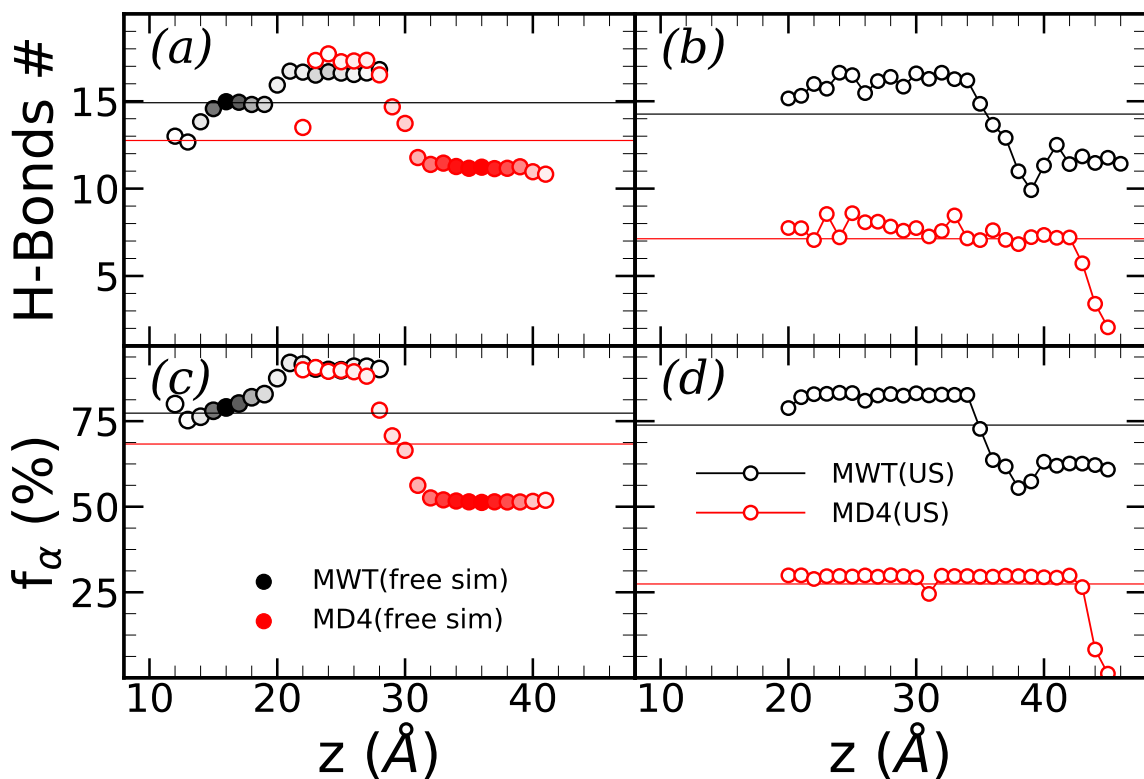 (a)
(b)
H-Bonds #
15
10
5
(c)
(d)
f_α (%)
75
50
25
MWT(free sim)
MD4(free sim)
MWT(US)
MD4(US)
10 20 30 40 10 20 30 40
z (Å) z (Å)